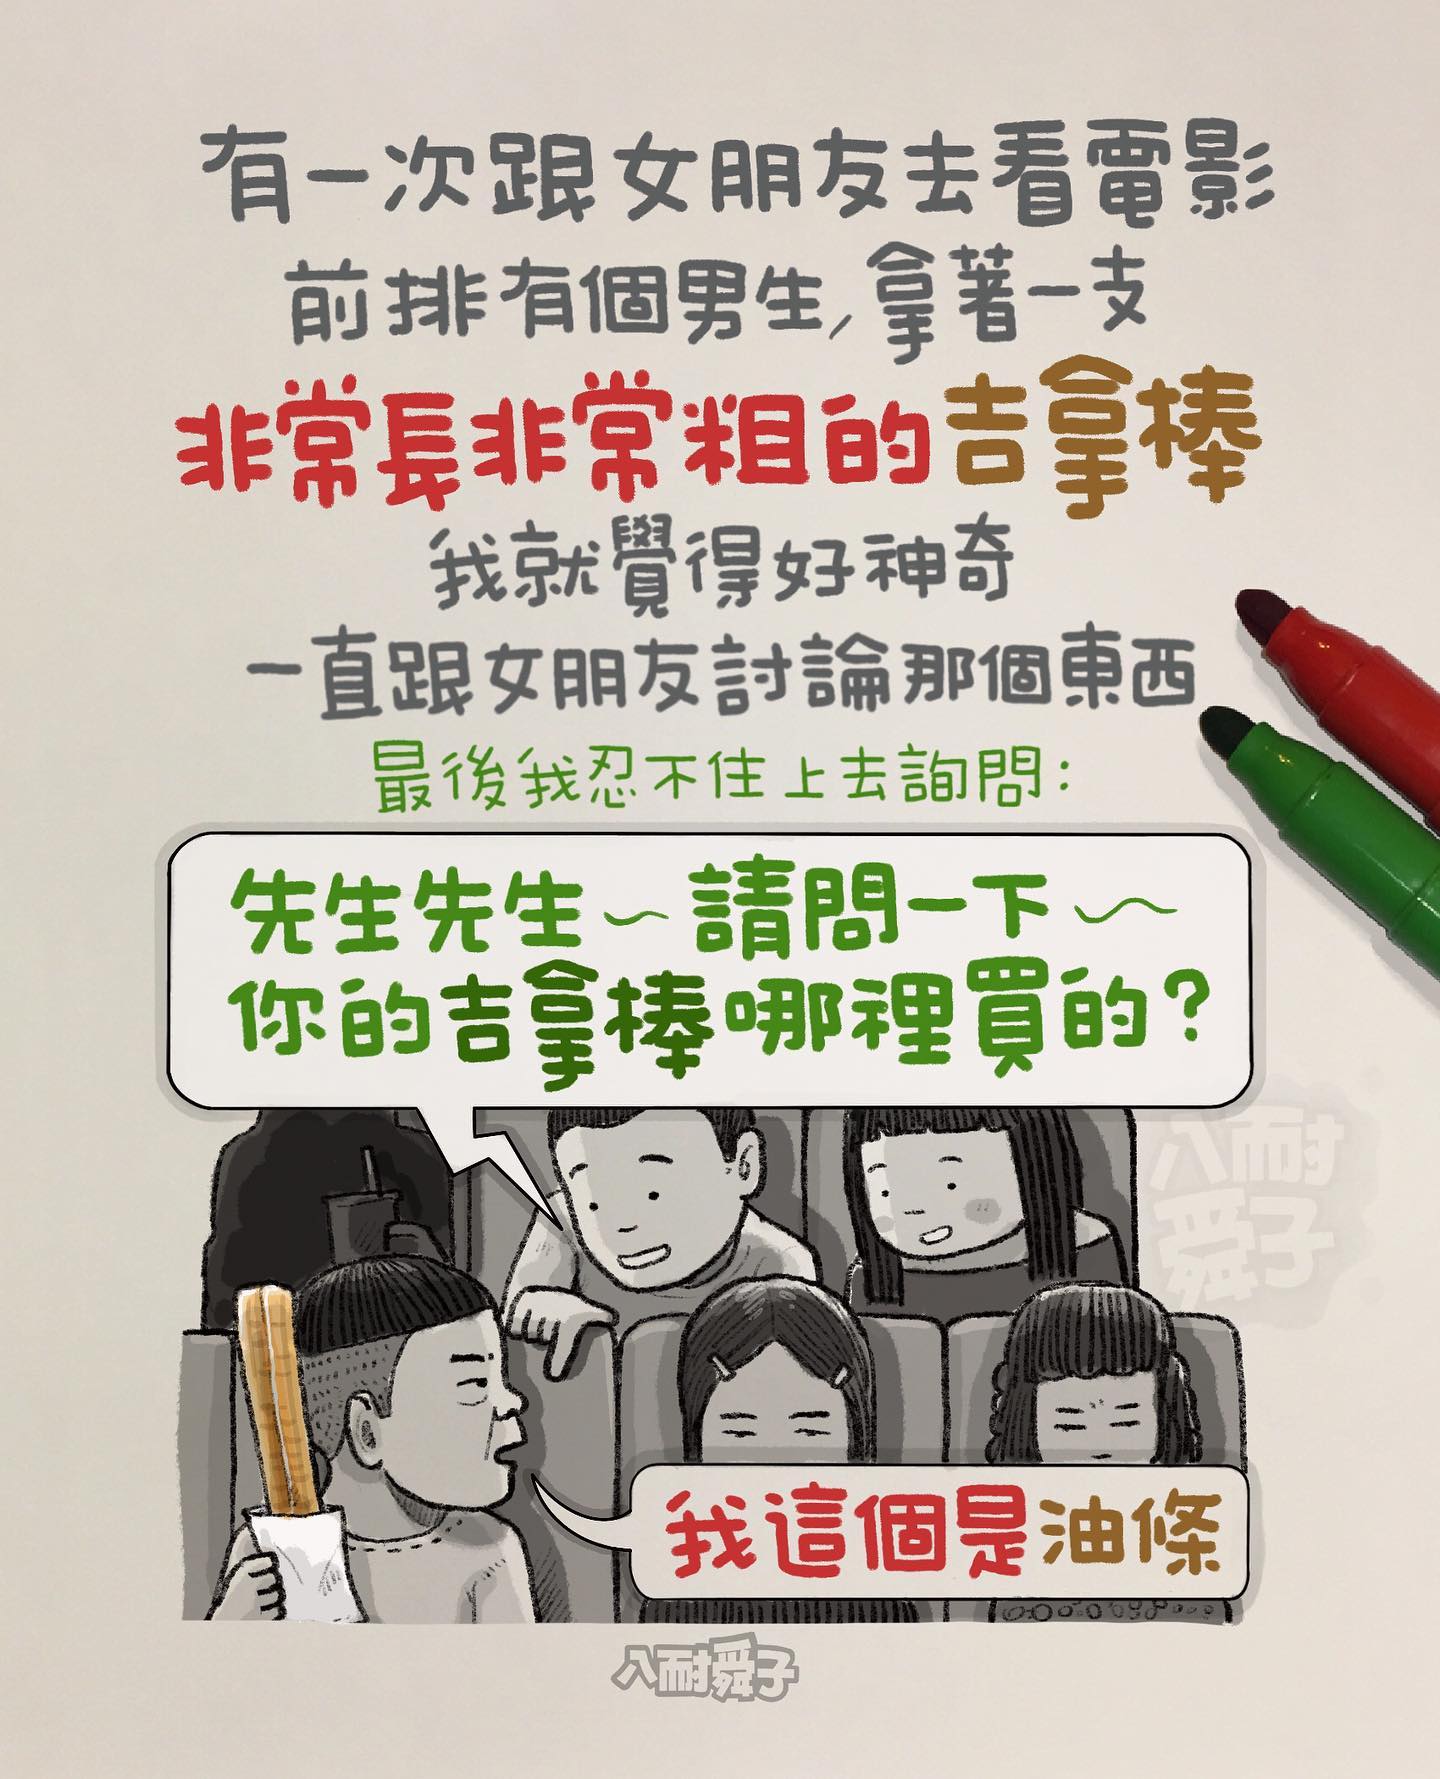 有一次跟女朋友去看電影
前排有個男生,拿著一支
非常長非常粗的吉拿棒
我就覺得好神奇
一直跟女朋友討論那個東西
最後我忍不住上去詢問:
先生先生~請問一下~
你的吉拿棒哪裡買的?
八耐
舜子
我這個是油條
八耐舜子